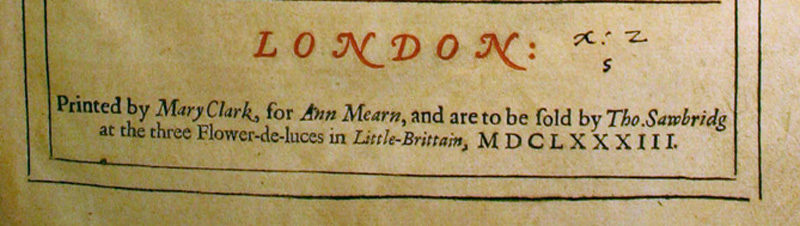 LONDON: x: z
s
Printed by Mary Clark, for Ann Mearn, and are to be ſold by Tho. Sawbridg
at the three Flower-de-luces in Little-Brittain, MDCLXXXIII.